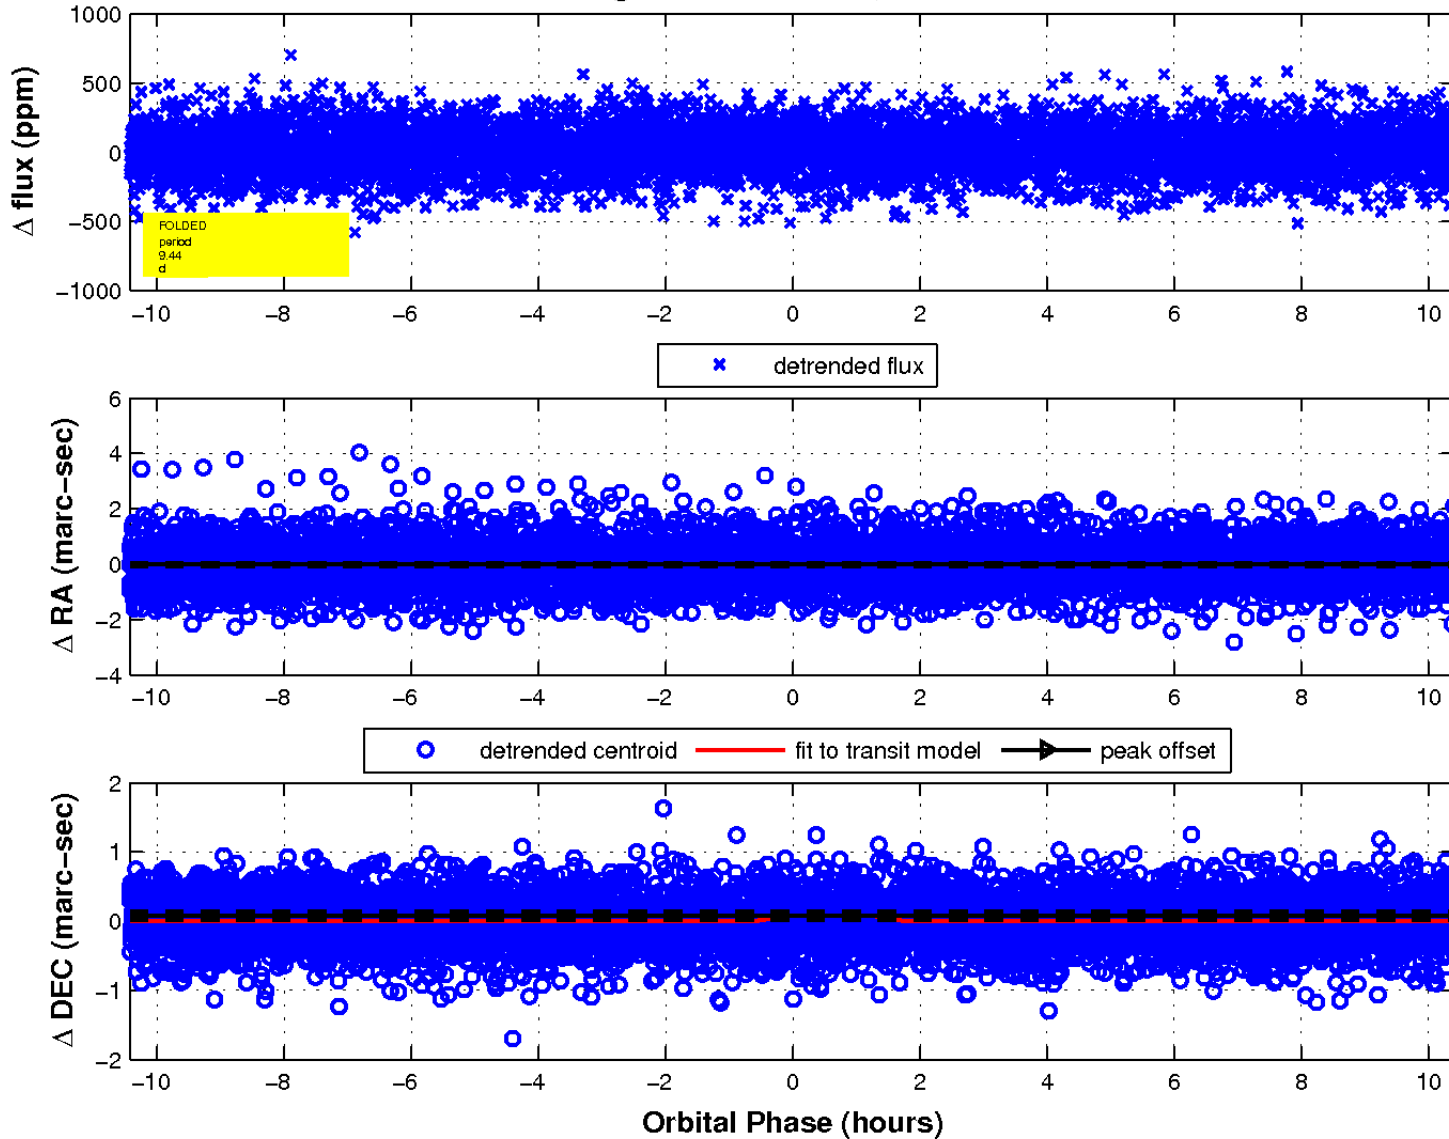 1000
500
0
−500
−1000
Δ flux (ppm)
FOLDED
period
9.44
d
−10 −8 −6 −4 −2 0 2 4 6 8 10
detrended flux
6
4
2
0
−2
−4
Δ RA (marc−sec)
−10 −8 −6 −4 −2 0 2 4 6 8 10
detrended centroid fit to transit model peak offset
2
1
0
−1
−2
Δ DEC (marc−sec)
−10 −8 −6 −4 −2 0 2 4 6 8 10
Orbital Phase (hours)